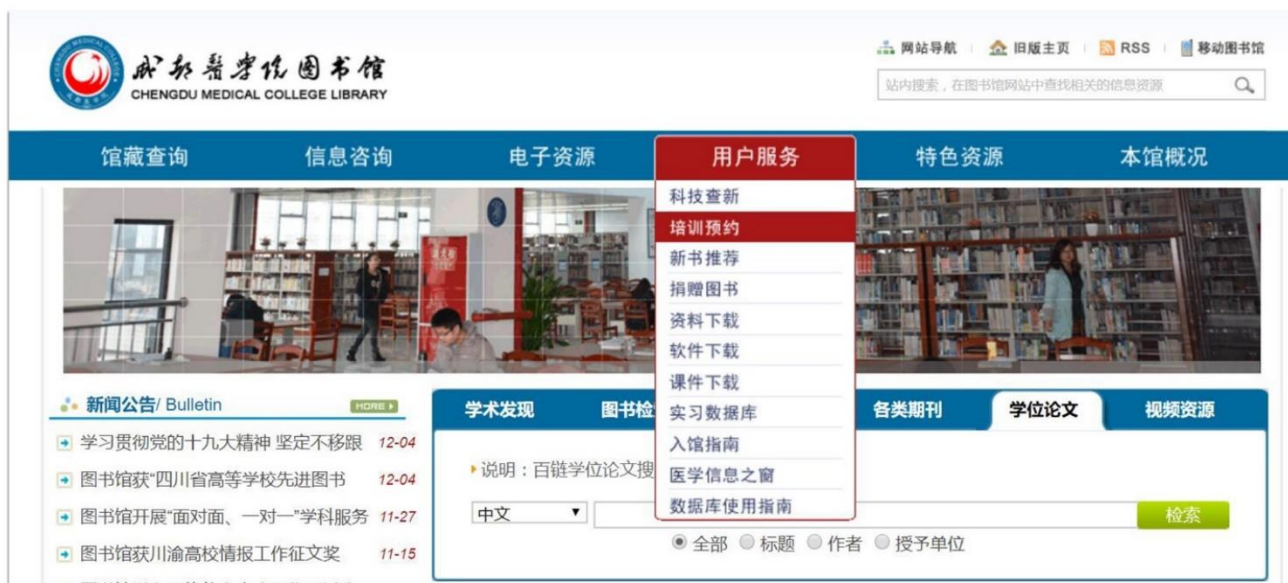 成都医学院图书馆
CHENGDU MEDICAL COLLEGE LIBRARY
网站导航 旧版主页 RSS 移动图书馆
站内搜索，在图书馆网站中查找相关的信息资源
馆藏查询 信息咨询 电子资源 用户服务 特色资源 本馆概况
科技查新
培训预约
新书推荐
捐赠图书
资料下载
软件下载
课件下载
实习数据库
入馆指南
医学信息之窗
数据库使用指南
新闻公告/ Bulletin MORE
学习贯彻党的十九大精神 坚定不移跟 12-04
图书馆获“四川省高等学校先进图书 12-04
图书馆开展“面对面、一对一”学科服务 11-27
图书馆获川渝高校情报工作征文奖 11-15
学术发现 图书检 各类期刊 学位论文 视频资源
说明：百链学位论文搜
中文 检索
全部 标题 作者 授予单位